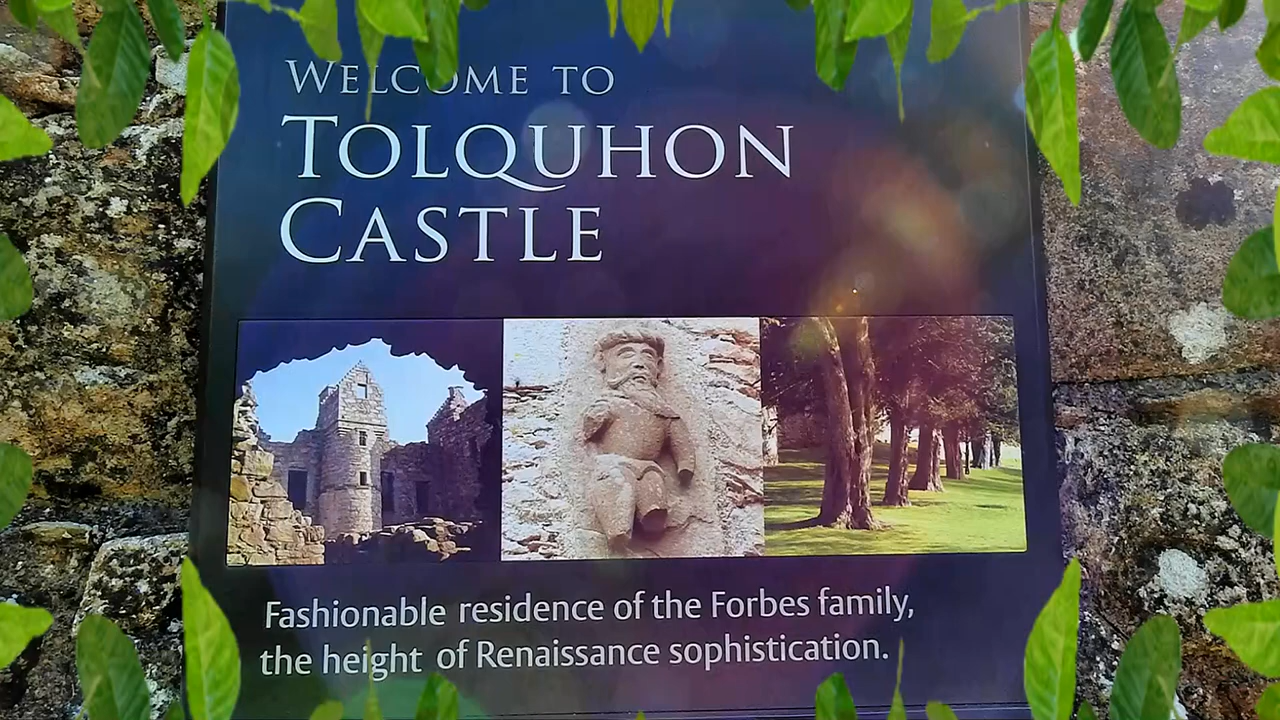 WELCOME TO
TOLQUHON
CASTLE
Fashionable residence of the Forbes family,
the height of Renaissance sophistication.